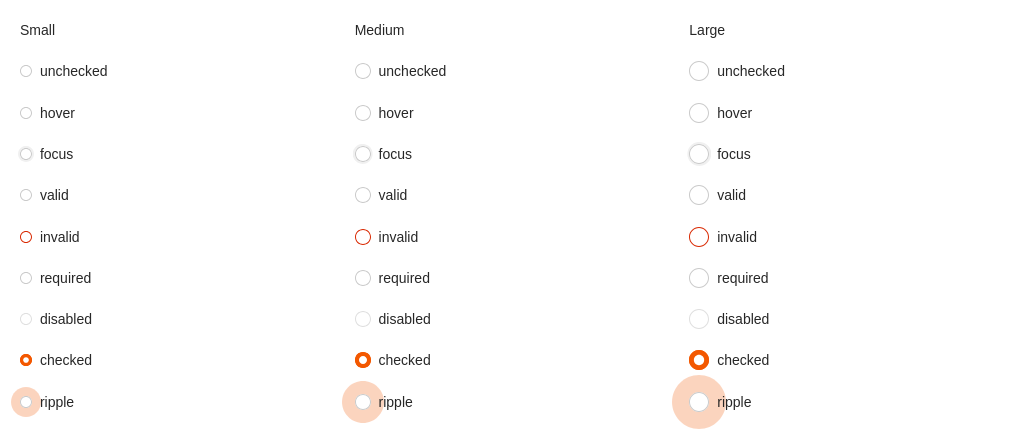 Small
unchecked
hover
focus
valid
invalid
required
disabled
checked
ripple
Medium
unchecked
hover
focus
valid
invalid
required
disabled
checked
ripple
Large
unchecked
hover
focus
valid
invalid
required
disabled
checked
ripple